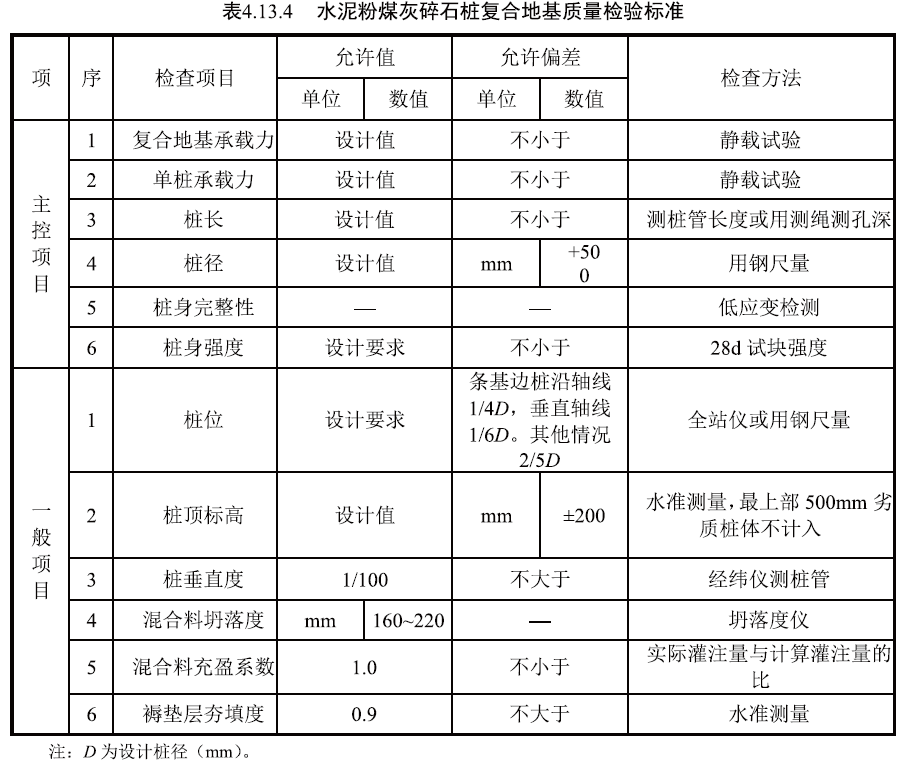 表4.13.4 水泥粉煤灰碎石桩复合地基质量检验标准
项 序 检查项目 允许值 允许偏差 检查方法
单位 数值 单位 数值
主控项目
1 复合地基承载力 设计值 不小于 静载试验
2 单桩承载力 设计值 不小于 静载试验
3 桩长 设计值 不小于 测桩管长度或用测绳测孔深
4 桩径 设计值 mm +50 0 用钢尺量
5 桩身完整性 — — 低应变检测
6 桩身强度 设计要求 不小于 28d 试块强度
一般项目
1 桩位 设计要求 条基边桩沿轴线
1/4D，垂直轴线
1/6D。其他情况
2/5D
全站仪或用钢尺量
2 桩顶标高 设计值 mm ±200 水准测量，最上部 500mm 劣
质桩体不计入
3 桩垂直度 1/100 不大于 经纬仪测桩管
4 混合料坍落度 mm 160~220 — 坍落度仪
5 混合料充盈系数 1.0 不小于 实际灌注量与计算灌注量的
比
6 褥垫层夯填度 0.9 不大于 水准测量
注：D 为设计桩径（mm）。